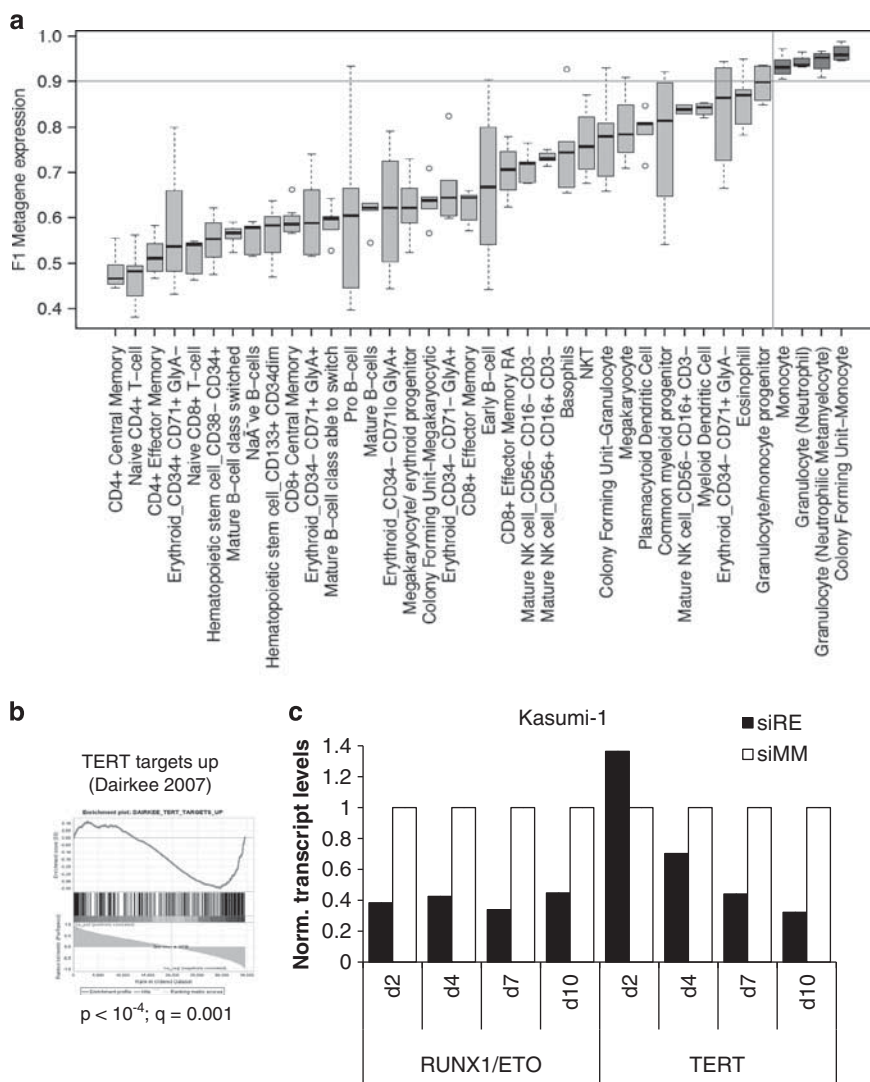 a
F1 Metagene expression
1.0
0.9
0.8
0.7
0.6
0.5
0.4
CD4+ Central Memory
Naive CD4+ T−cell
CD4+ Effector Memory
Erythroid_CD34+ CD71+ GlyA−
Naive CD8+ T−cell
Hematopoietic stem cell_CD38− CD34+
Mature B−cell class switched
NaÃ¯ve B−cells
Hematopoietic stem cell_CD133+ CD34dim
CD8+ Central Memory
Erythroid_CD34− CD71+ GlyA+
Mature B−cell class able to switch
Pro B−cell
Mature B−cells
Erythroid_CD34− CD71lo GlyA+
Megakaryocyte/ erythroid progenitor
Colony Forming Unit−Megakaryocytic
Erythroid_CD34− CD71− GlyA+
CD8+ Effector Memory
Early B−cell
CD8+ Effector Memory RA
Mature NK cell_CD56− CD16− CD3−
Mature NK cell_CD56+ CD16+ CD3−
Basophils
NKT
Colony Forming Unit−Granulocyte
Megakaryocyte
Plasmacytoid Dendritic Cell
Common myeloid progenitor
Mature NK cell_CD56− CD16+ CD3−
Myeloid Dendritic Cell
Erythroid_CD34− CD71+ GlyA−
Eosinophill
Granulocyte/monocyte progenitor
Monocyte
Granulocyte (Neutrophil)
Granulocyte (Neutrophilic Metamyelocyte)
Colony Forming Unit−Monocyte
b
TERT targets up
(Dairkee 2007)
Enrichment plot: DAIRKEE_TERT_TARGETS_UP
p < 10⁻⁴; q = 0.001
c
Kasumi-1
siRE
siMM
Norm. transcript levels
1.4
1.2
1
0.8
0.6
0.4
0.2
0
d2 d4 d7 d10 d2 d4 d7 d10
RUNX1/ETO TERT